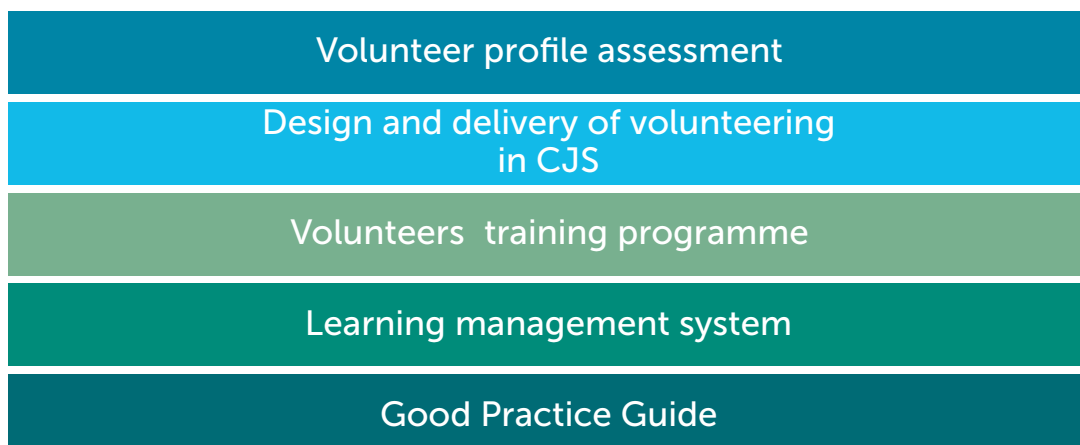 Volunteer profile assessment
Design and delivery of volunteering
in CJS
Volunteers  training programme
Learning management system
Good Practice Guide